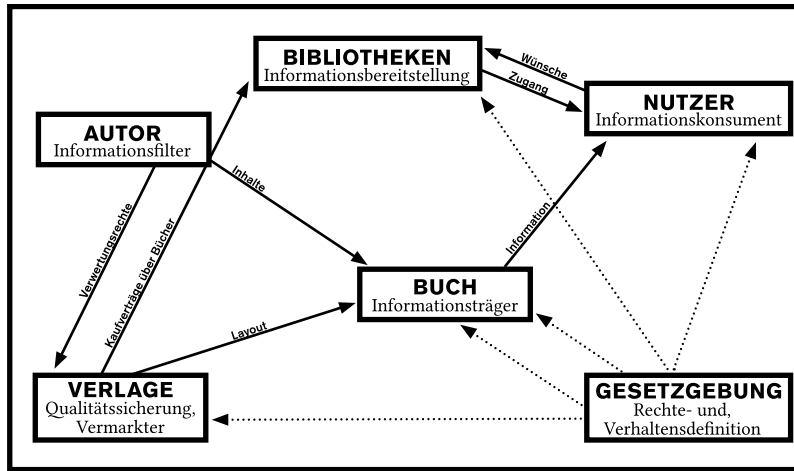 BIBLIOTHEKEN
Informationsbereitstellung
Wünsche
Zugang
NUTZER
Informationskonsument
AUTOR
Informationsfilter
Inhalte
Verwertungsrechte
Kaufverträge über Bücher
Information
BUCH
Informationsträger
Layout
VERLAGE
Qualitätssicherung,
Vermarkter
GESETZGEBUNG
Rechte- und,
Verhaltensdefinition